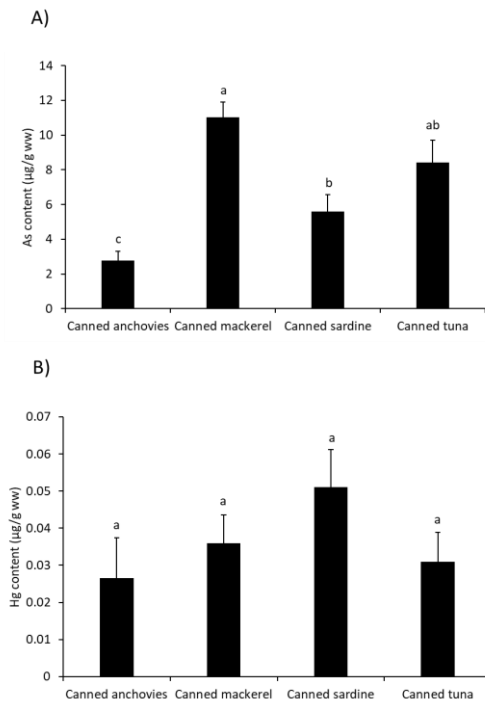 A)
As content (µg/g ww)
14
12
10
8
6
4
2
0
a
ab
b
c
Canned anchovies Canned mackerel Canned sardine Canned tuna
B)
Hg content (µg/g ww)
0.07
0.06
0.05
0.04
0.03
0.02
0.01
0
a
a
a
a
Canned anchovies Canned mackerel Canned sardine Canned tuna